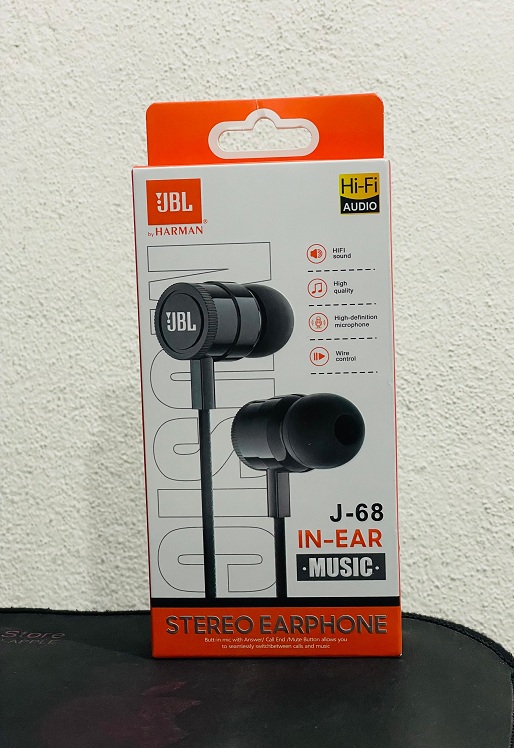 JBL
by HARMAN®
Hi-Fi
AUDIO
HIFI
sound
High
quality
High-definition
microphone
Wire
control
MUSIC
JBL
J-68
IN-EAR
·MUSIC·
STEREO EARPHONE
Built-in mic with Answer/ Call End /Mute Button allows you
to seamlessly switchbetween calls and music
Store